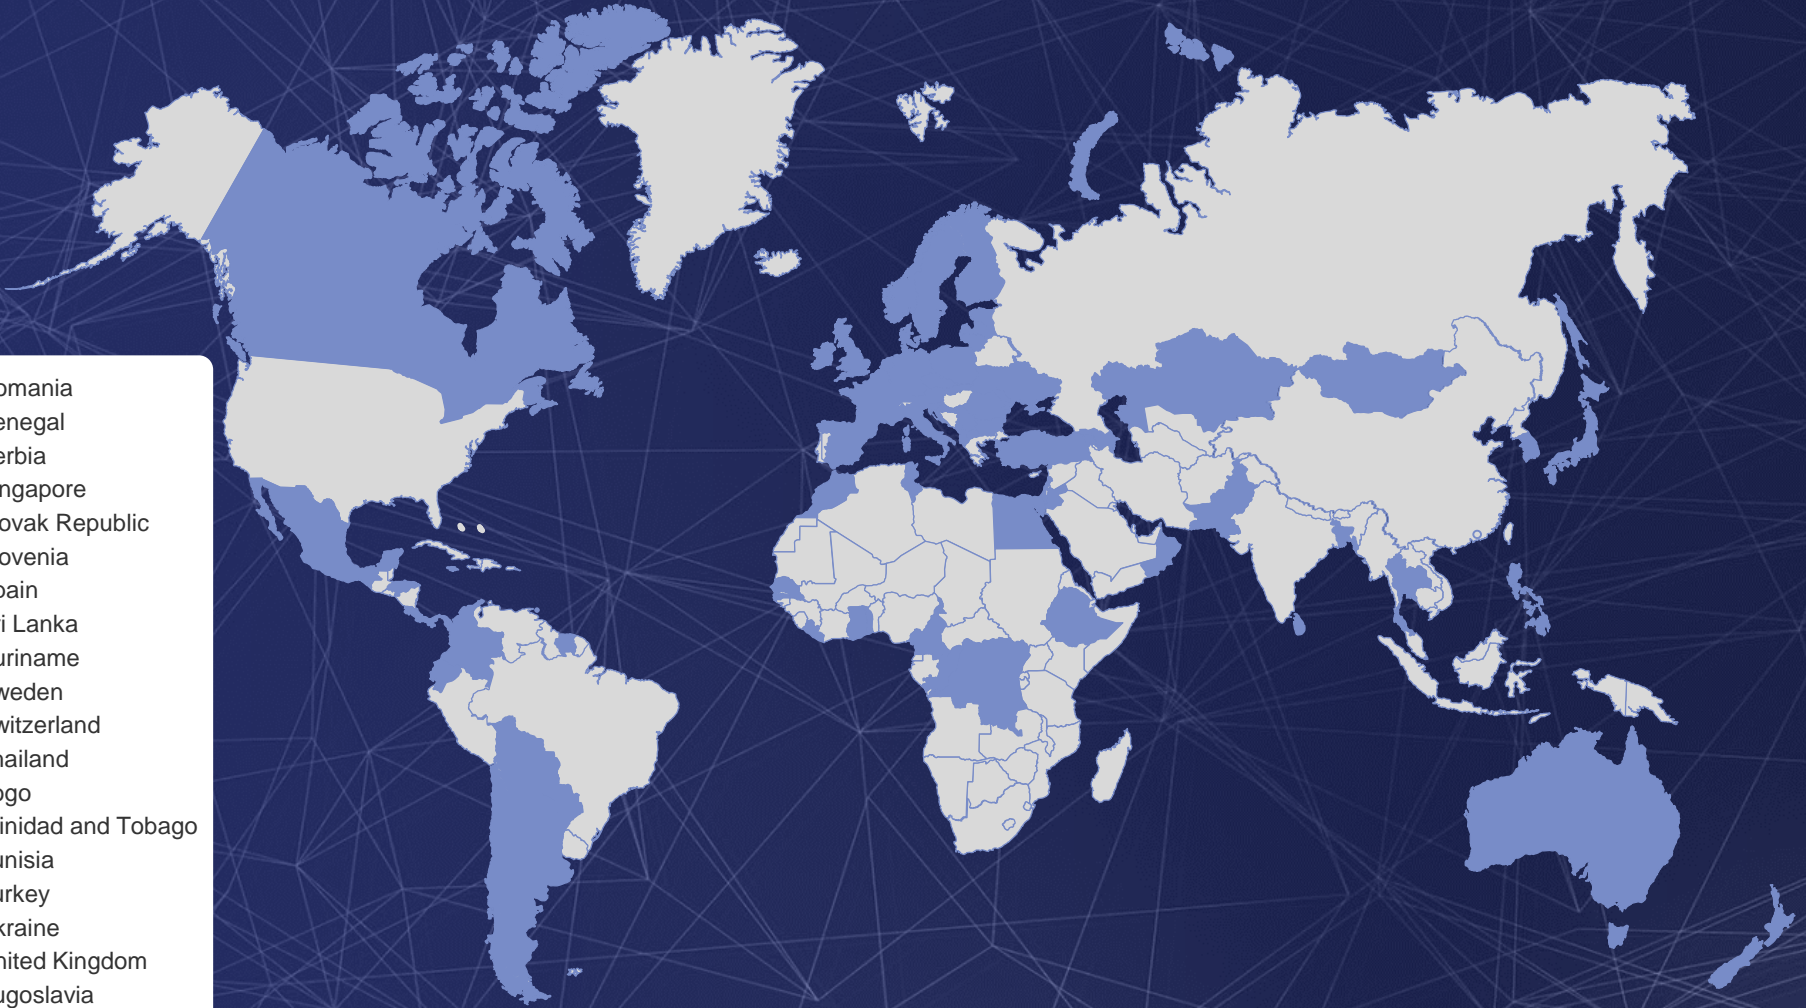 omania
enegal
erbia
ngapore
ovak Republic
ovenia
pain
i Lanka
uriname
weden
witzerland
hailand
ogo
inidad and Tobago
unisia
urkey
kraine
nited Kingdom
ugoslavia